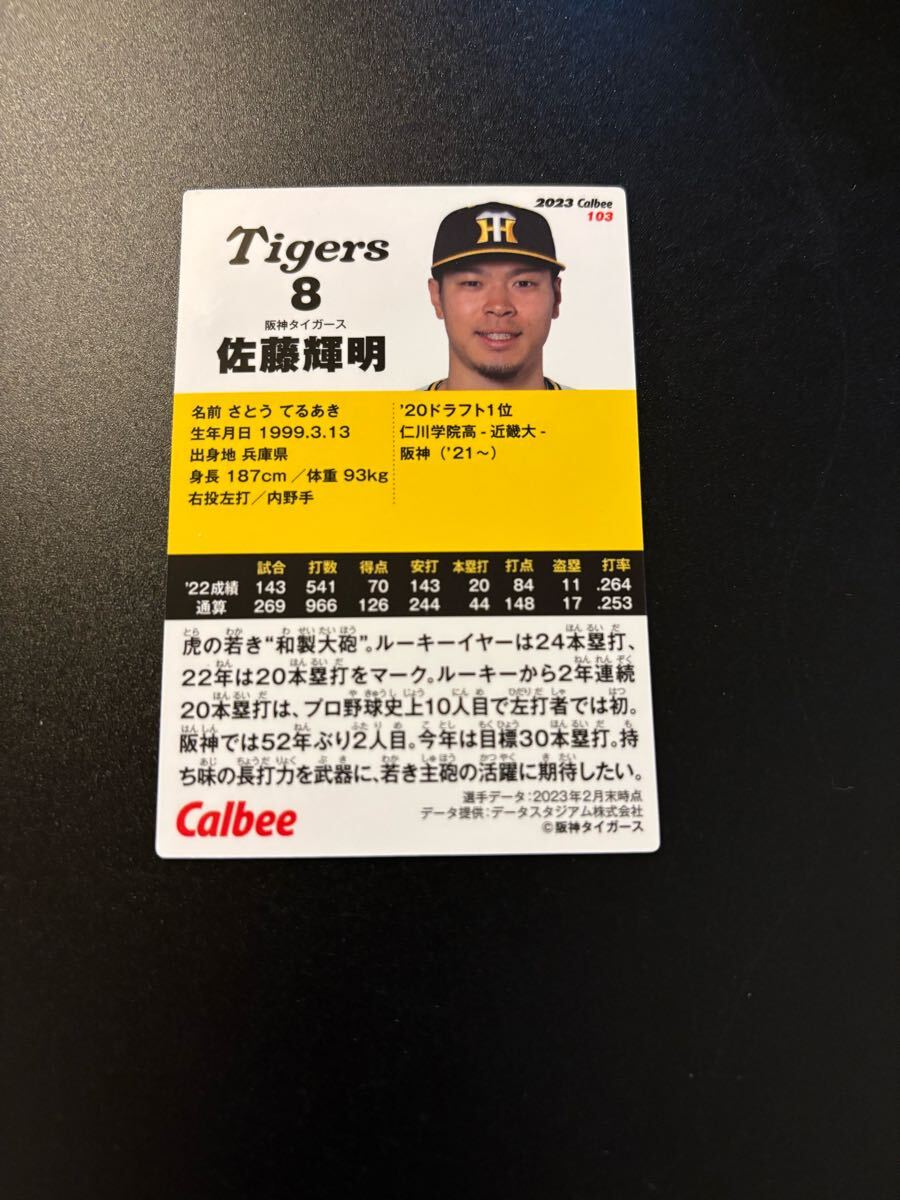 2023 Calbee
103
Tigers
8
阪神タイガース
佐藤輝明
名前 さとう てるあき
生年月日 1999.3.13
出身地 兵庫県
身長 187cm ／体重 93kg
右投左打／内野手
'20ドラフト1位
仁川学院高 - 近畿大 -
阪神（'21～）
試合 打数 得点 安打 本塁打 打点 盗塁 打率
'22成績 143 541 70 143 20 84 11 .264
通算 269 966 126 244 44 148 17 .253
虎の若き“和製大砲”。ルーキーイヤーは24本塁打、
22年は20本塁打をマーク。ルーキーから2年連続
20本塁打は、プロ野球史上10人目で左打者では初。
阪神では52年ぶり2人目。今年は目標30本塁打。持
ち味の長打力を武器に、若き主砲の活躍に期待したい。
選手データ：2023年2月末時点
データ提供：データスタジアム株式会社
©阪神タイガース
Calbee